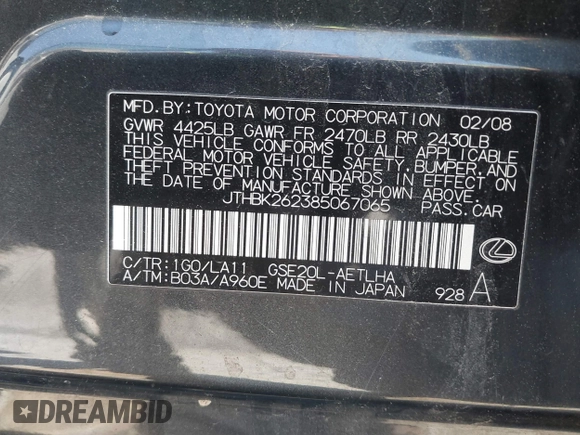 MFD. BY: TOYOTA MOTOR CORPORATION 02/08
GVWR 4425LB GAWR FR 2470LB RR 2430LB
THIS VEHICLE CONFORMS TO ALL APPLICABLE
FEDERAL MOTOR VEHICLE SAFETY, BUMPER, AND
THEFT PREVENTION STANDARDS IN EFFECT ON
THE DATE OF MANUFACTURE SHOWN ABOVE.
JTHBK262385067065 PASS.CAR
C/TR:1G0/LA11 GSE20L-AETLHA
A/TM:B03A/A960E MADE IN JAPAN 928 A
DREAMBID